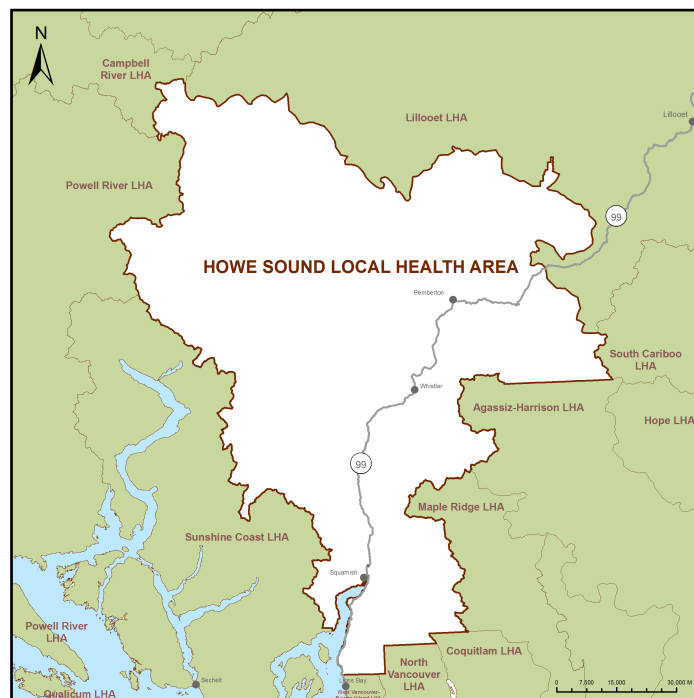 N
Campbell
River LHA
Lillooet LHA
Lillooet
Powell River LHA
99
HOWE SOUND LOCAL HEALTH AREA
Pemberton
South Cariboo
LHA
Whistler
Agassiz-Harrison LHA
Hope LHA
99
Maple Ridge LHA
Sunshine Coast LHA
Squamish
Powell River
LHA
Coquitlam LHA
North
Vancouver
LHA
Sechelt
Lions Bay
West Vancouver-
Qualicum LHA
0 7,500 15,000 30,000 M